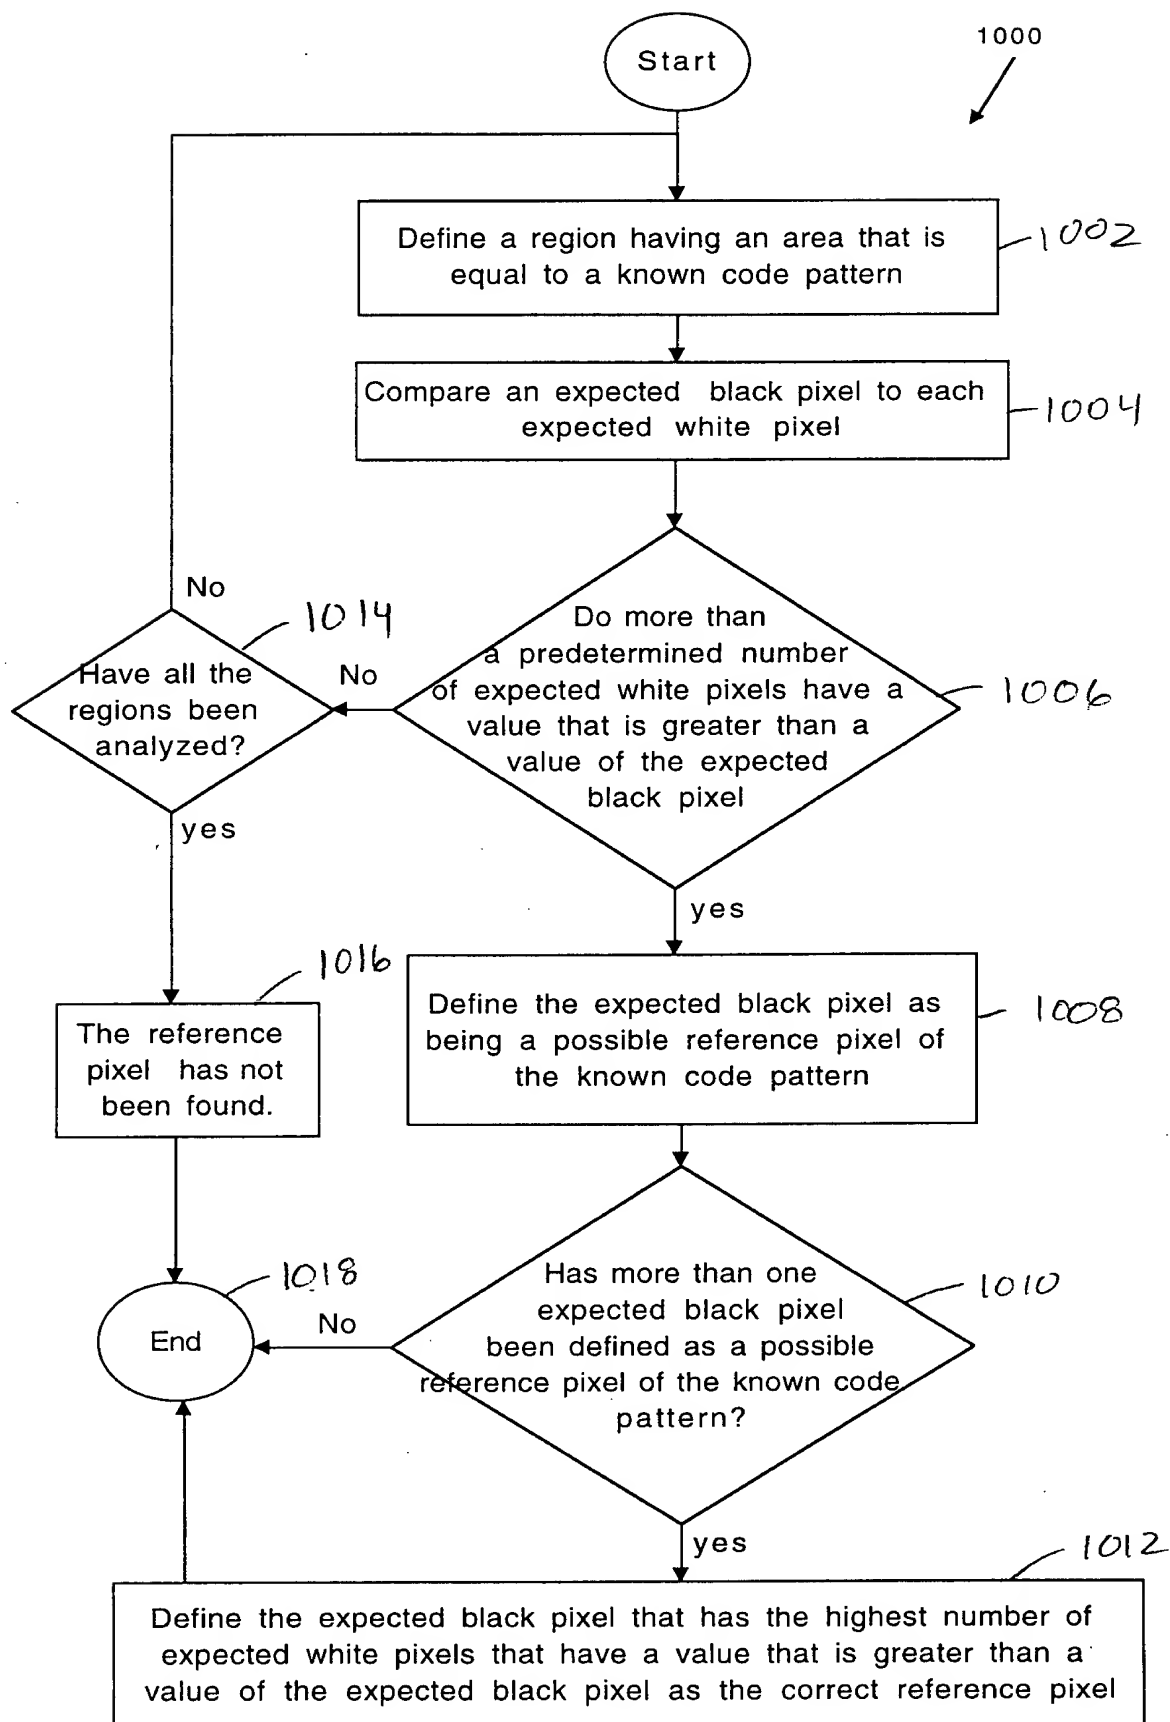 Start
1000
Define a region having an area that is
equal to a known code pattern
1002
Compare an expected black pixel to each
expected white pixel
1004
No
1014
Have all the
regions been
analyzed?
No
Do more than
a predetermined number
of expected white pixels have a
value that is greater than a
value of the expected
black pixel
1006
yes
yes
1016
The reference
pixel has not
been found.
Define the expected black pixel as
being a possible reference pixel of
the known code pattern
1008
1018
End
No
Has more than one
expected black pixel
been defined as a possible
reference pixel of the known code
pattern?
1010
yes
1012
Define the expected black pixel that has the highest number of
expected white pixels that have a value that is greater than a
value of the expected black pixel as the correct reference pixel